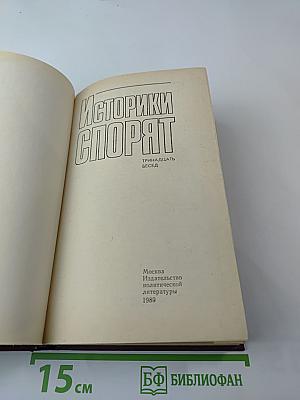 ИСТОРИКИ
СПОРЯТ
ТРИНАДЦАТЬ
БЕСЕД
Москва
Издательство
политической
литературы
1989
15 см
БФ БИБЛИОФАН